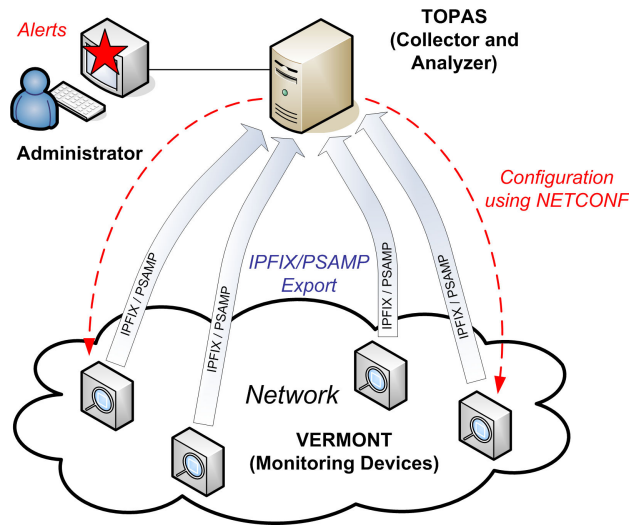 Alerts
TOPAS
(Collector and
Analyzer)
Administrator
Configuration
using NETCONF
IPFIX/PSAMP
Export
IPFIX / PSAMP
IPFIX / PSAMP
IPFIX / PSAMP
IPFIX / PSAMP
Network
VERMONT
(Monitoring Devices)